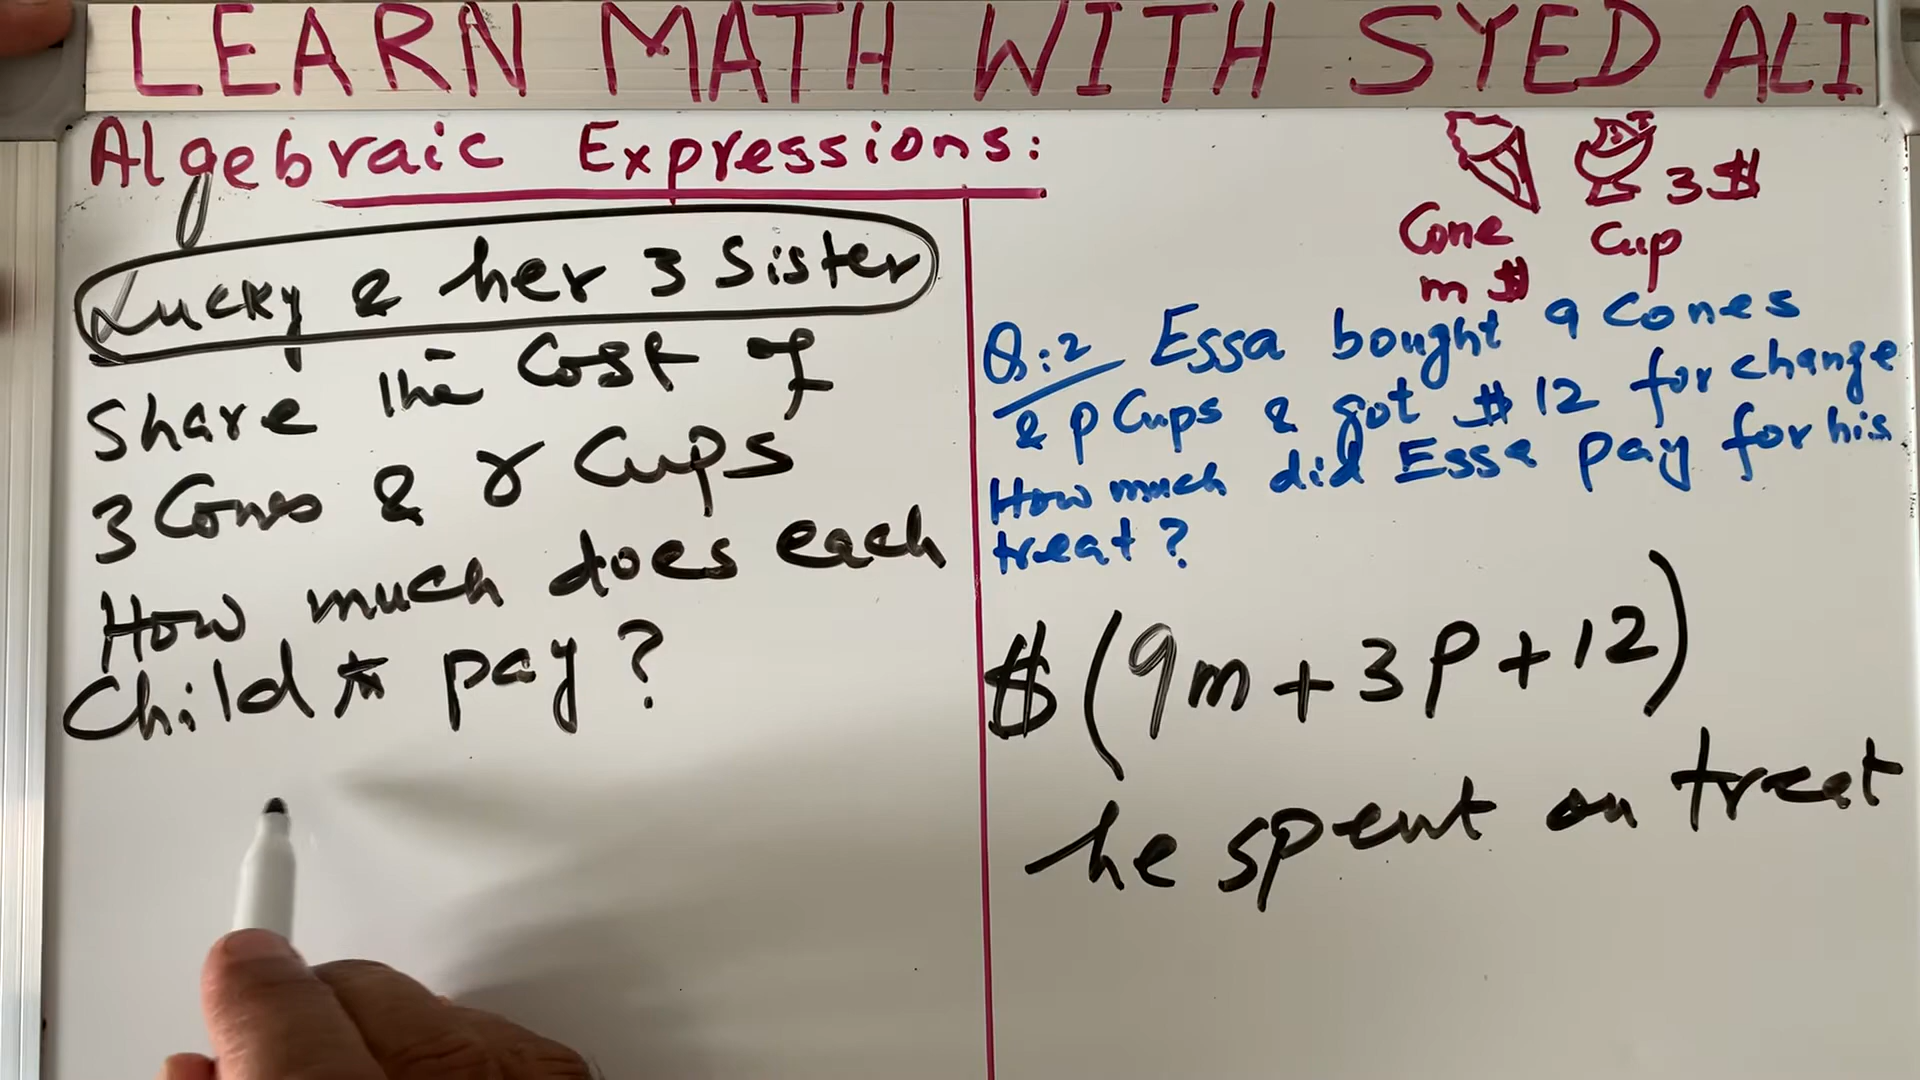 LEARN MATH WITH SYED ALI
Algebraic Expressions:
Lucky & her 3 Sister
Share the Cost of
3 Cones & r Cups
How much does each
Child pay?
3$
Cone Cup
m $
Q:2 Essa bought 9 Cones
& p Cups & got $12 for change
How much did Essa pay for his
treat?
$(9m+3p+12)
he spent on treat